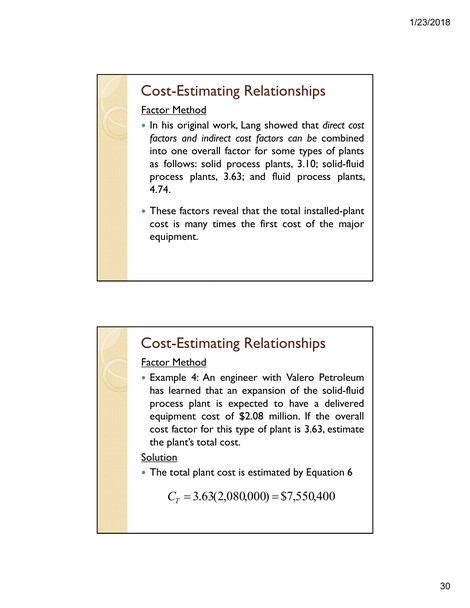 1/23/2018
Cost-Estimating Relationships
Factor Method
• In his original work, Lang showed that direct cost
factors and indirect cost factors can be combined
into one overall factor for some types of plants
as follows: solid process plants, 3.10; solid-fluid
process plants, 3.63; and fluid process plants,
4.74.
• These factors reveal that the total installed-plant
cost is many times the first cost of the major
equipment.
Cost-Estimating Relationships
Factor Method
• Example 4: An engineer with Valero Petroleum
has learned that an expansion of the solid-fluid
process plant is expected to have a delivered
equipment cost of $2.08 million. If the overall
cost factor for this type of plant is 3.63, estimate
the plant's total cost.
Solution
• The total plant cost is estimated by Equation 6
C_T = 3.63(2,080,000) = $7,550,400
30